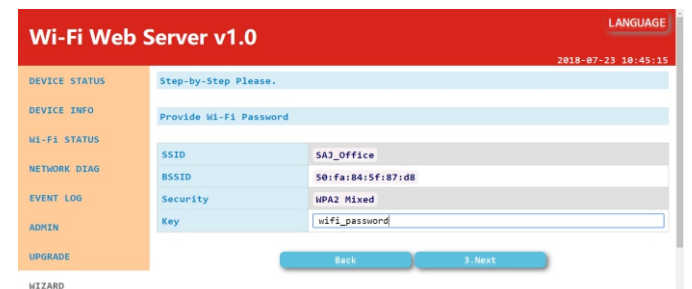 Wi-Fi Web Server v1.0
LANGUAGE
2018-07-23 10:45:15
DEVICE STATUS
DEVICE INFO
Wi-Fi STATUS
NETWORK DIAG
EVENT LOG
ADMIN
UPGRADE
WIZARD
Step-by-Step Please.
Provide Wi-Fi Password
SSID SAJ_Office
BSSID 50:fa:84:5f:87:d8
Security WPA2 Mixed
Key wifi_password
Back 3.Next